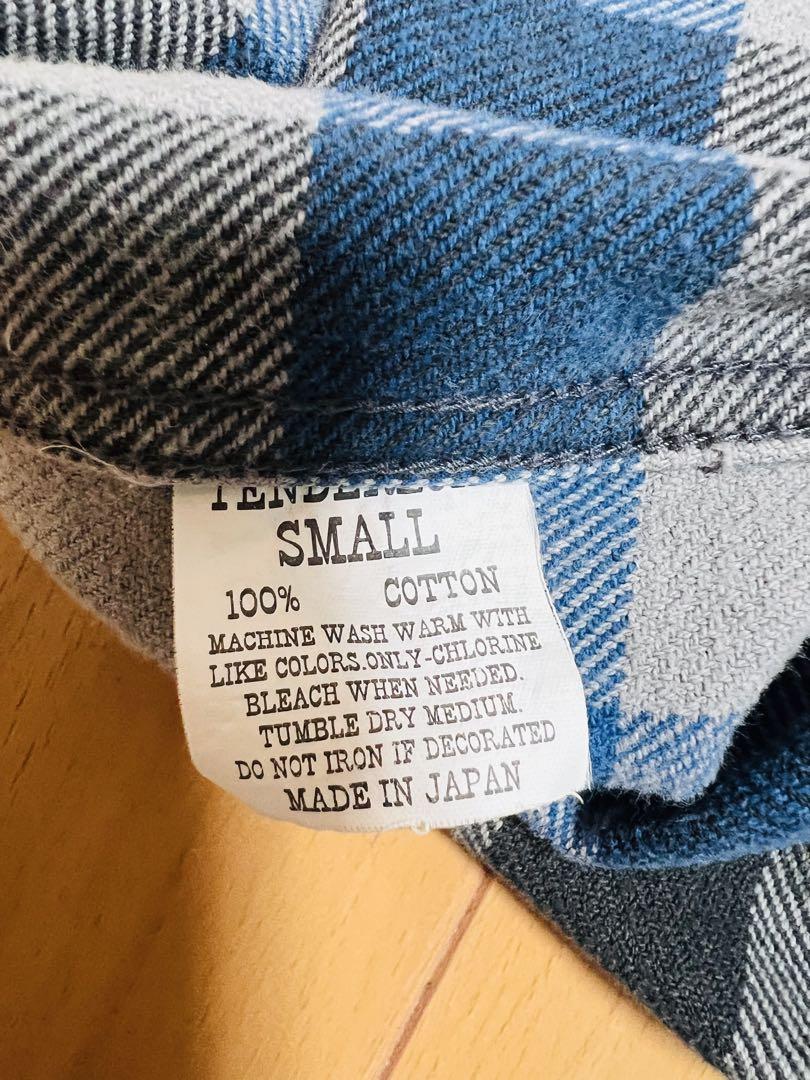 SMALL
100% COTTON
MACHINE WASH WARM WITH
LIKE COLORS.ONLY-CHLORINE
BLEACH WHEN NEEDED.
TUMBLE DRY MEDIUM.
DO NOT IRON IF DECORATED
MADE IN JAPAN